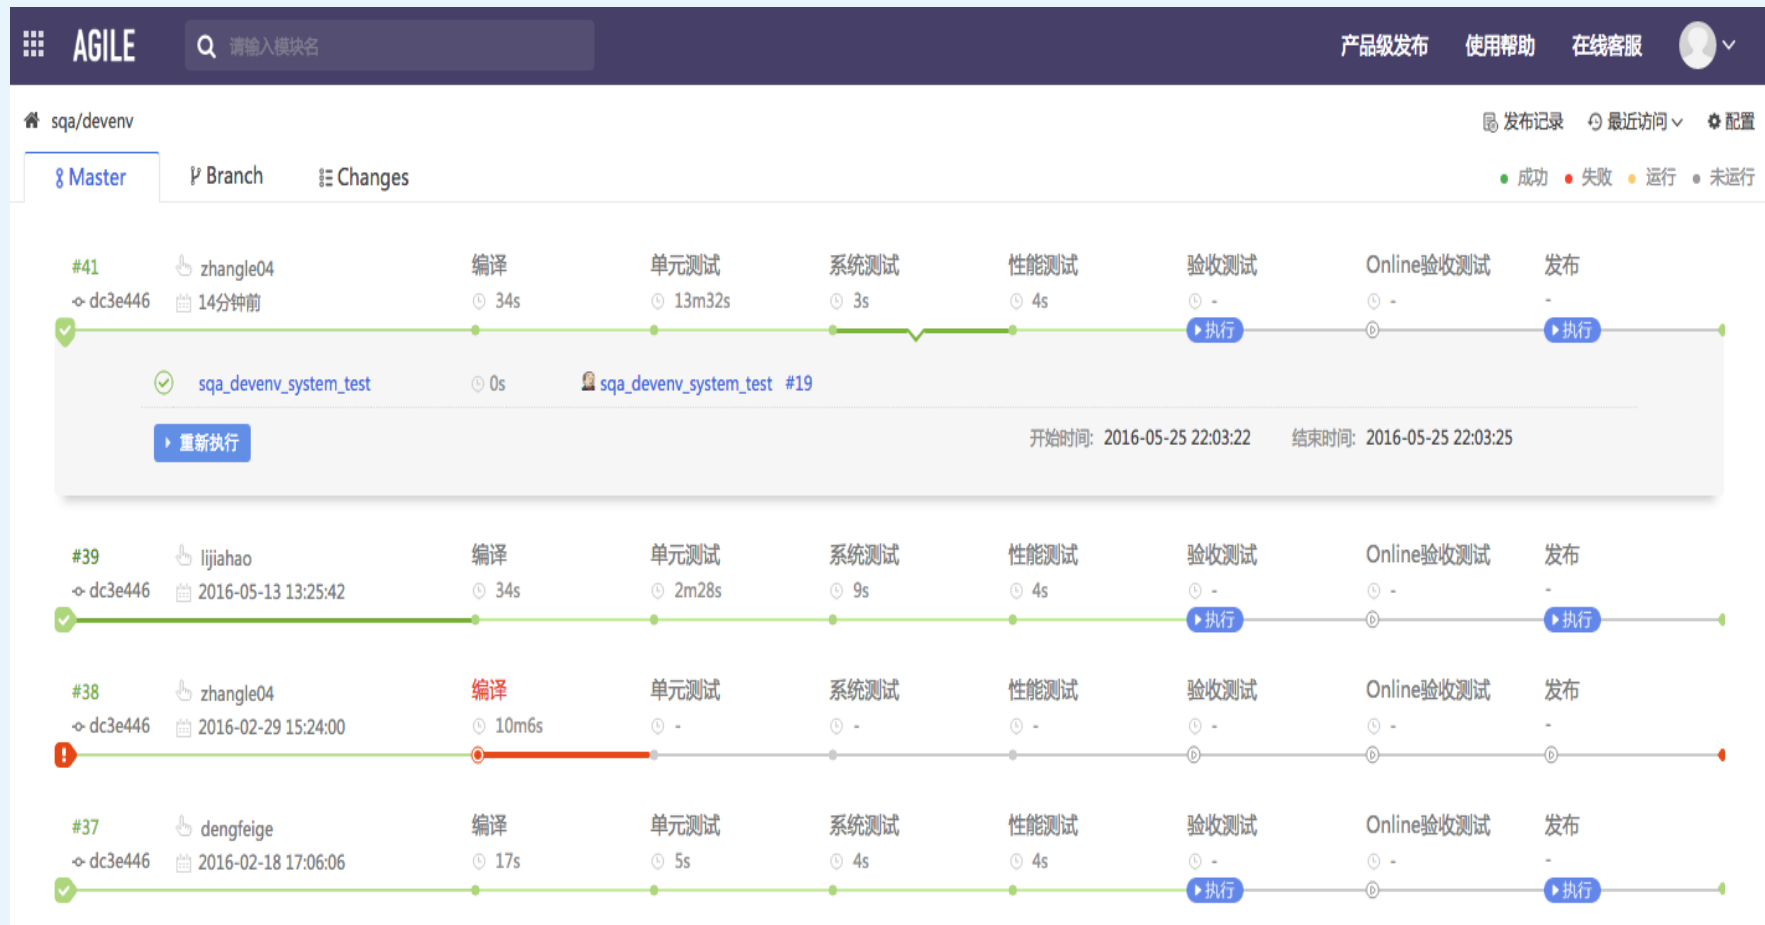 AGILE 请输入模块名 产品级发布 使用帮助 在线客服
sqa/devenv 发布记录 最近访问 配置
Master Branch Changes 成功 失败 运行 未运行
#41 zhangle04 编译 单元测试 系统测试 性能测试 验收测试 Online验收测试 发布
dc3e446 14分钟前 34s 13m32s 3s 4s - - -
执行 执行
sqa_devenv_system_test 0s sqa_devenv_system_test #19
重新执行 开始时间: 2016-05-25 22:03:22 结束时间: 2016-05-25 22:03:25
#39 lijiahao 编译 单元测试 系统测试 性能测试 验收测试 Online验收测试 发布
dc3e446 2016-05-13 13:25:42 34s 2m28s 9s 4s - - -
执行 执行
#38 zhangle04 编译 单元测试 系统测试 性能测试 验收测试 Online验收测试 发布
dc3e446 2016-02-29 15:24:00 10m6s - - - - - -
#37 dengfeige 编译 单元测试 系统测试 性能测试 验收测试 Online验收测试 发布
dc3e446 2016-02-18 17:06:06 17s 5s 4s 4s - - -
执行 执行